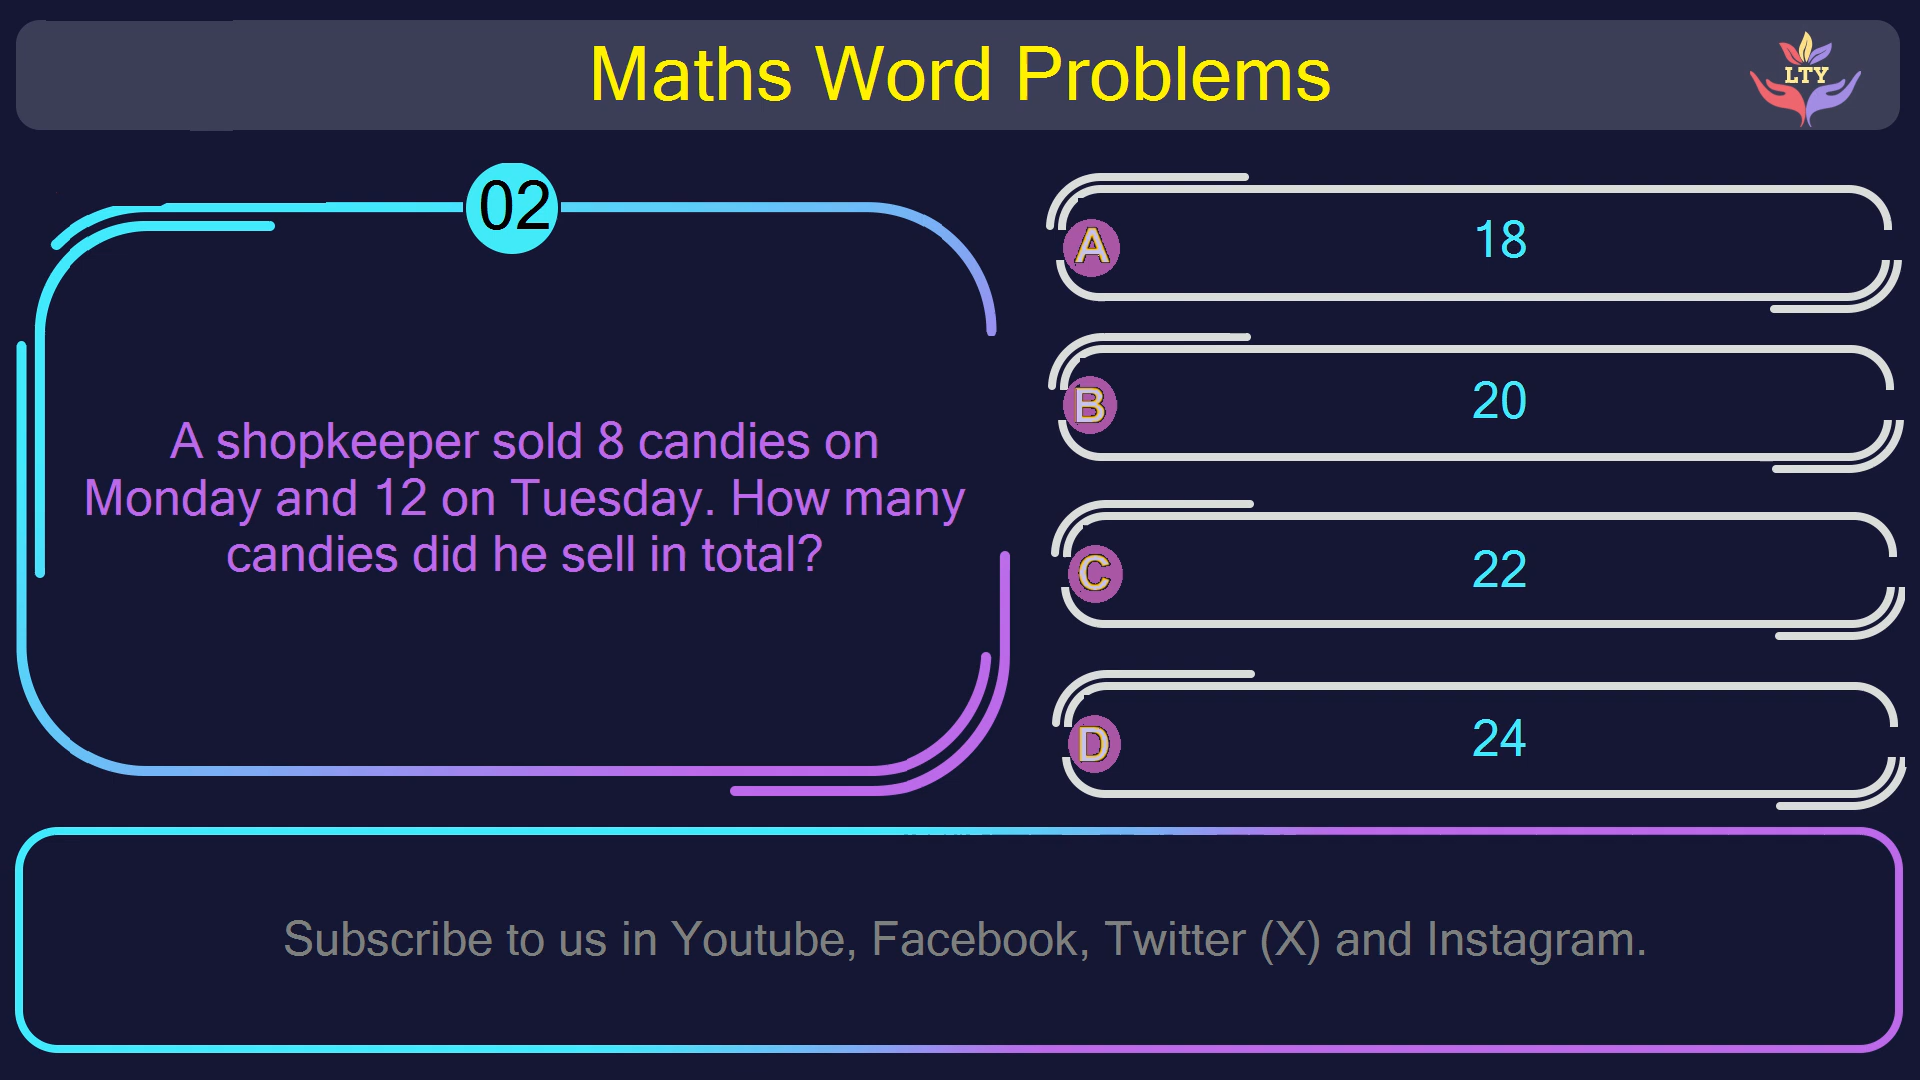 Maths Word Problems
LTY
02
A shopkeeper sold 8 candies on
Monday and 12 on Tuesday. How many
candies did he sell in total?
A
18
B
20
C
22
D
24
Subscribe to us in Youtube, Facebook, Twitter (X) and Instagram.